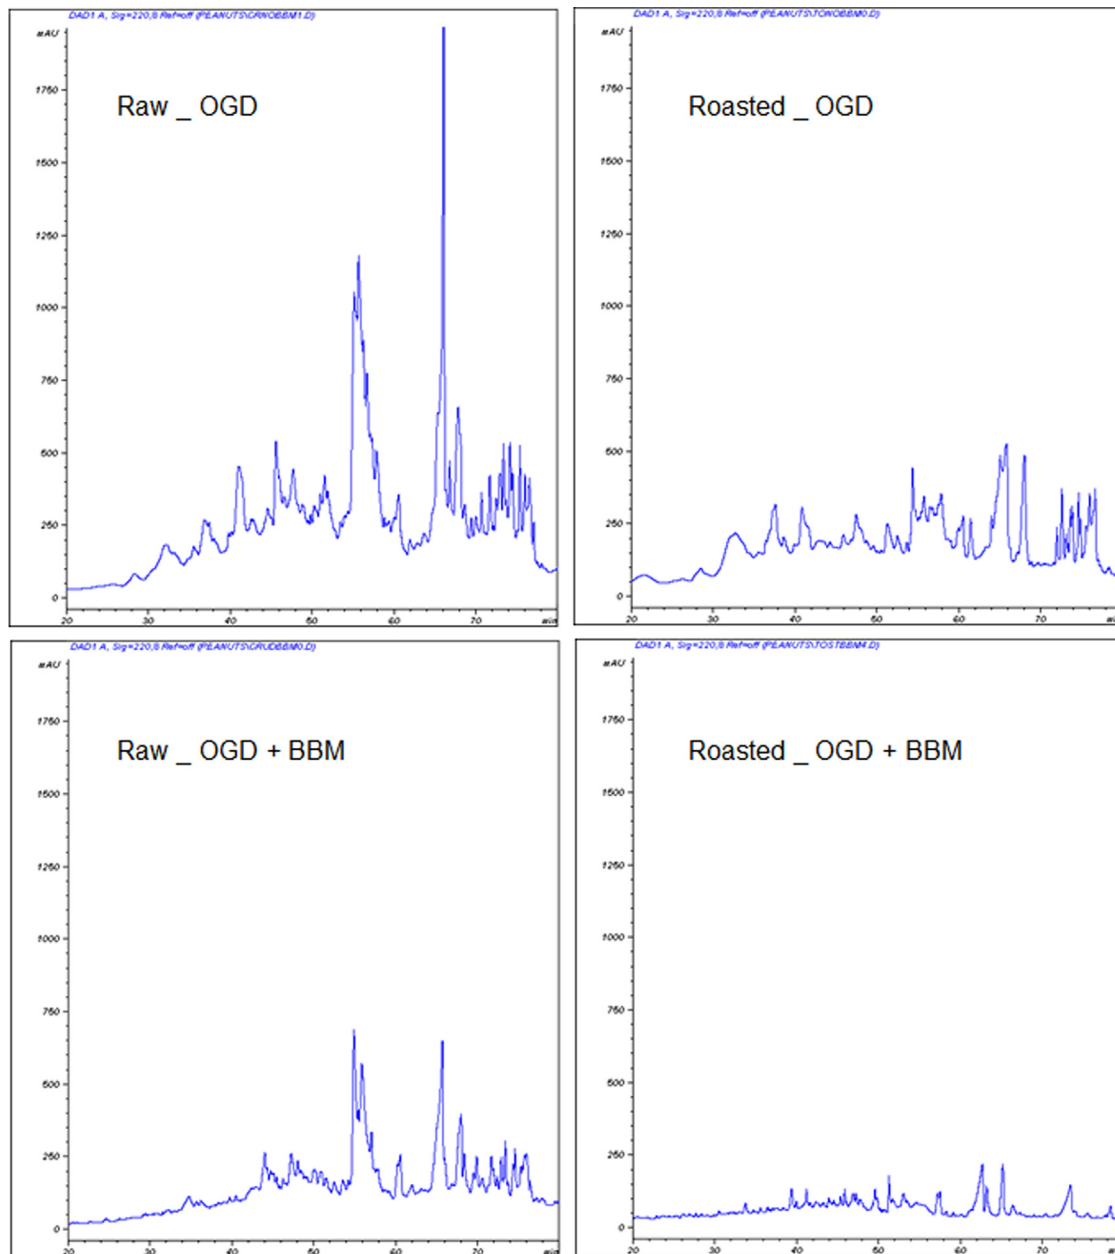 DAD1 A, Sig=220,8 Ref=off (PEANUTS\CRNOBBM1.D)
mAU
Raw _ OGD
1750
1500
1250
1000
750
500
250
0
20 30 40 50 60 70 min
DAD1 A, Sig=220,8 Ref=off (PEANUTS\TONOBBM0.D)
mAU
Roasted _ OGD
1750
1500
1250
1000
750
500
250
0
20 30 40 50 60 70 min
DAD1 A, Sig=220,8 Ref=off (PEANUTS\CRUDBBM0.D)
mAU
Raw _ OGD + BBM
1750
1500
1250
1000
750
500
250
0
20 30 40 50 60 70
DAD1 A, Sig=220,8 Ref=off (PEANUTS\TOSTBBM4.D)
mAU
Roasted _ OGD + BBM
1750
1500
1250
1000
750
500
250
0
20 30 40 50 60 70